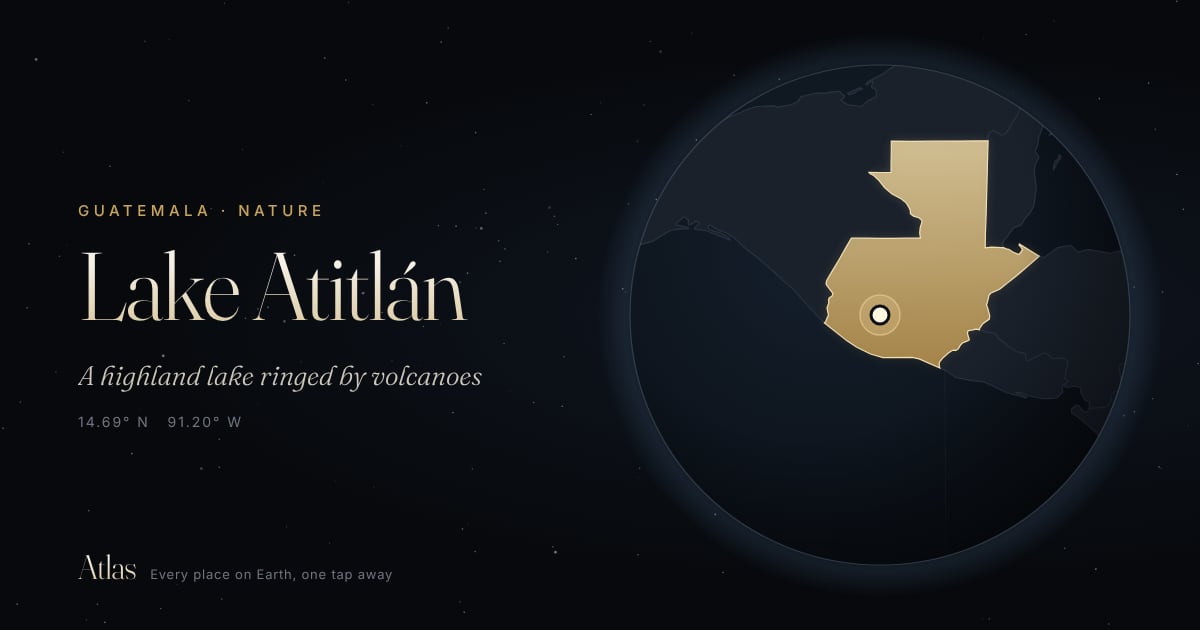 GUATEMALA · NATURE
Lake Atitlán
A highland lake ringed by volcanoes
14.69° N 91.20° W
Atlas Every place on Earth, one tap away